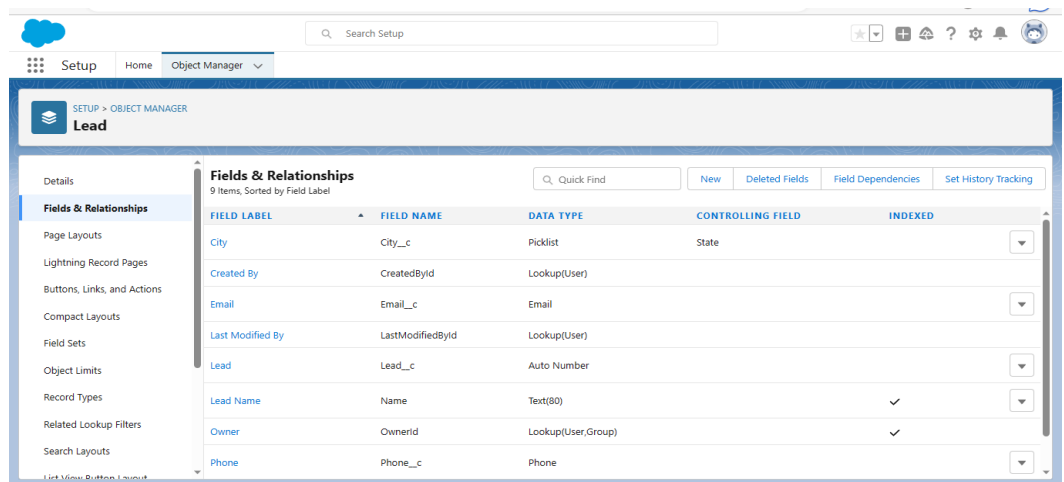 Search Setup
Setup Home Object Manager
SETUP > OBJECT MANAGER
Lead
Details
Fields & Relationships
Page Layouts
Lightning Record Pages
Buttons, Links, and Actions
Compact Layouts
Field Sets
Object Limits
Record Types
Related Lookup Filters
Search Layouts
List View Button Layout
Fields & Relationships
9 Items, Sorted by Field Label
Quick Find
New Deleted Fields Field Dependencies Set History Tracking
FIELD LABEL FIELD NAME DATA TYPE CONTROLLING FIELD INDEXED
City City__c Picklist State
Created By CreatedById Lookup(User)
Email Email__c Email
Last Modified By LastModifiedById Lookup(User)
Lead Lead__c Auto Number
Lead Name Name Text(80)
Owner OwnerId Lookup(User,Group)
Phone Phone__c Phone